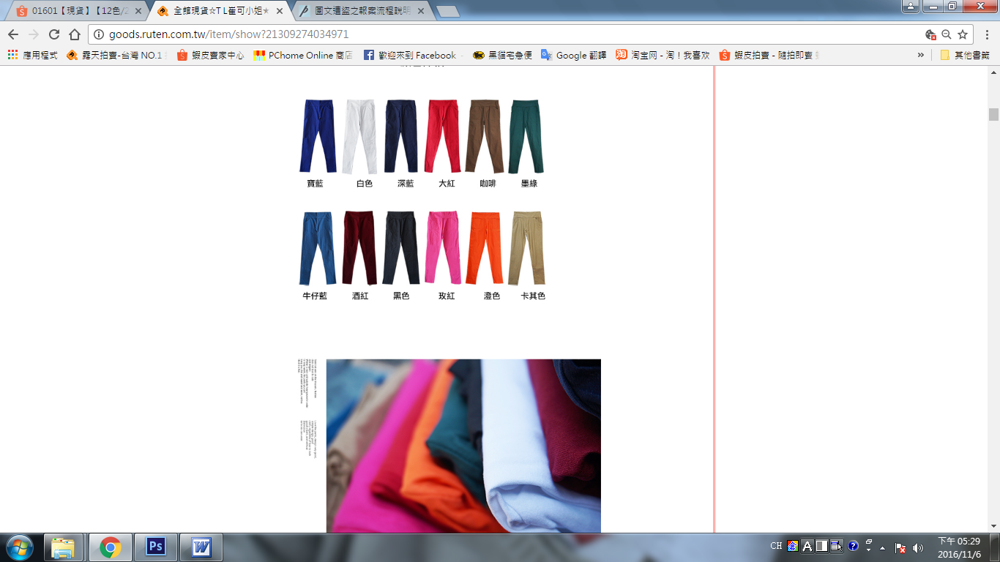 01601【現貨】【12色/2
全館現貨☆T L崔可小姐★
圖文遭盜之報案流程說明
goods.ruten.com.tw/item/show?21309274034971
應用程式
露天拍賣-台灣 NO.1
蝦皮賣家中心
PChome Online 商店
歡迎來到 Facebook
黑貓宅急便
Google 翻譯
淘宝网 - 淘！我喜欢
蝦皮拍賣 - 隨拍即賣
»
其他書籤
寶藍 白色 深藍 大紅 咖啡 墨綠
牛仔藍 酒紅 黑色 玫紅 澄色 卡其色
Ps
W
CH
A
下午 05:29
2016/11/6